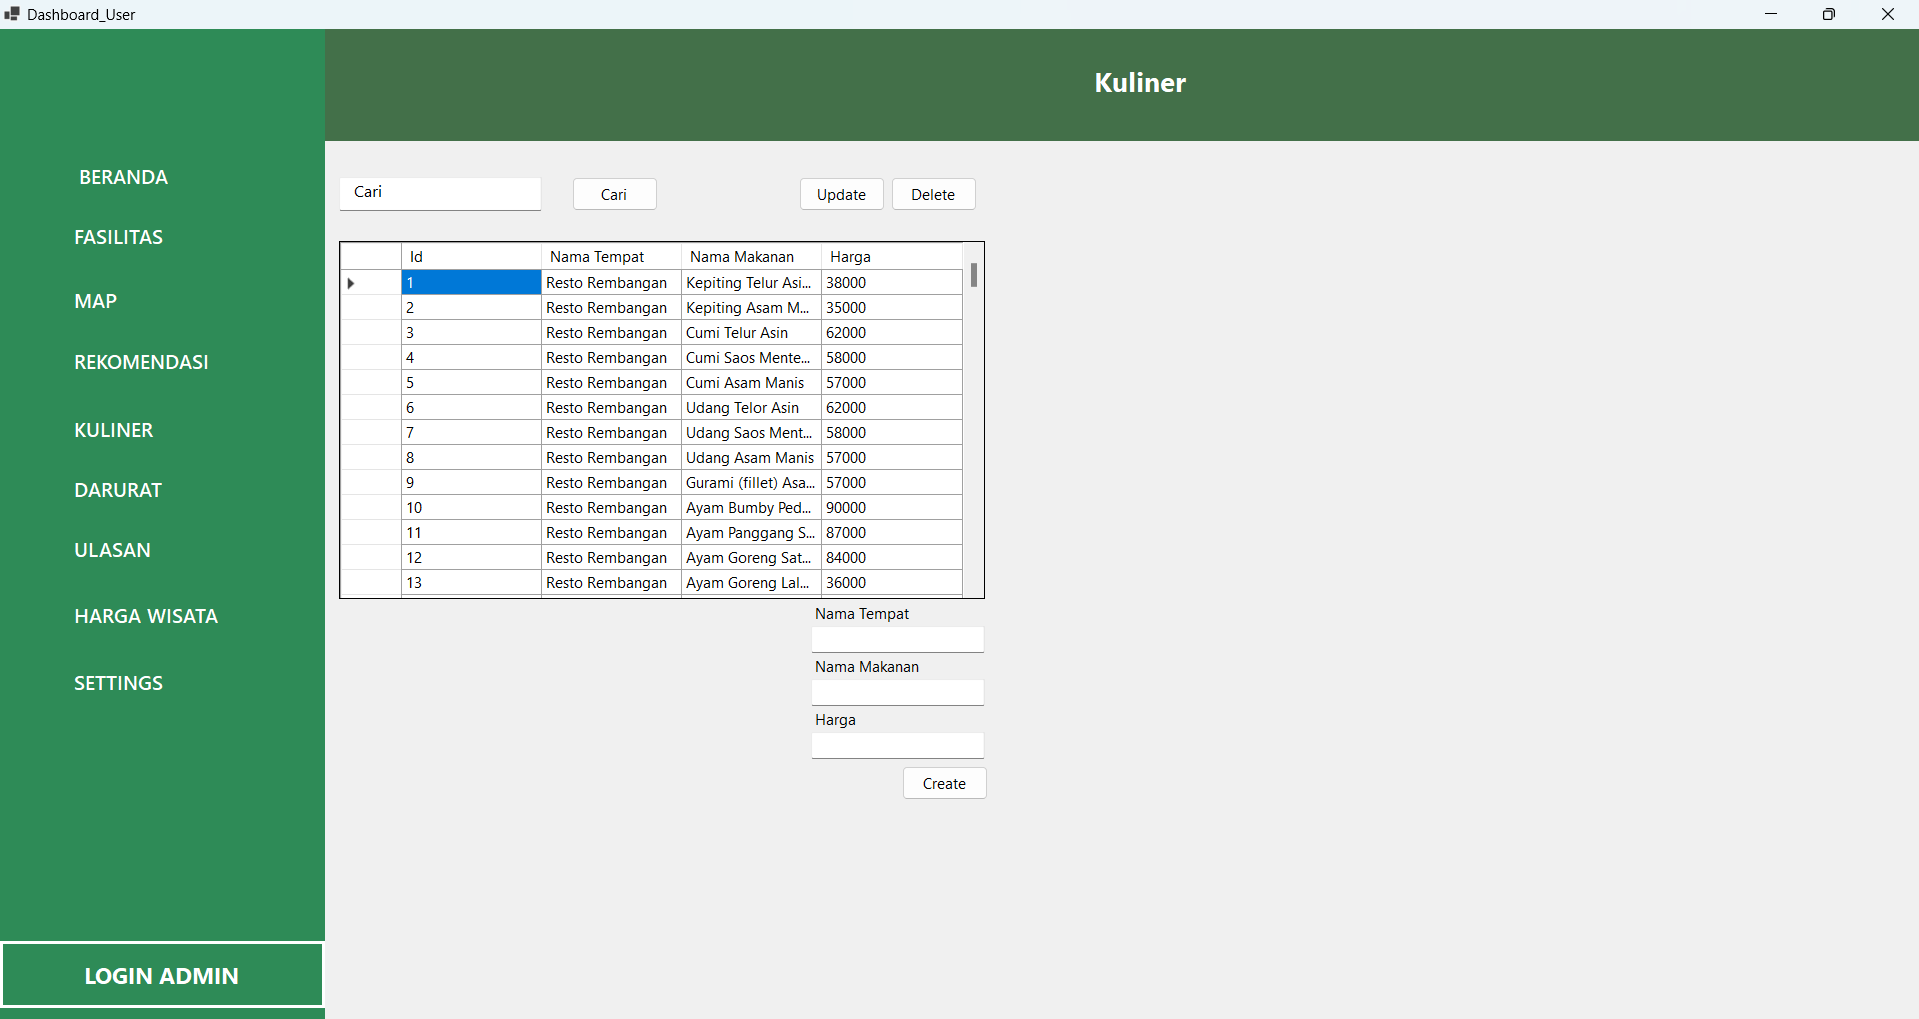 Dashboard_User
Kuliner
BERANDA
FASILITAS
MAP
REKOMENDASI
KULINER
DARURAT
ULASAN
HARGA WISATA
SETTINGS
LOGIN ADMIN
Cari Cari Update Delete
Id Nama Tempat Nama Makanan Harga
1 Resto Rembangan Kepiting Telur Asi... 38000
2 Resto Rembangan Kepiting Asam M... 35000
3 Resto Rembangan Cumi Telur Asin 62000
4 Resto Rembangan Cumi Saos Mente... 58000
5 Resto Rembangan Cumi Asam Manis 57000
6 Resto Rembangan Udang Telor Asin 62000
7 Resto Rembangan Udang Saos Ment... 58000
8 Resto Rembangan Udang Asam Manis 57000
9 Resto Rembangan Gurami (fillet) Asa... 57000
10 Resto Rembangan Ayam Bumby Ped... 90000
11 Resto Rembangan Ayam Panggang S... 87000
12 Resto Rembangan Ayam Goreng Sat... 84000
13 Resto Rembangan Ayam Goreng Lal... 36000
Nama Tempat
Nama Makanan
Harga
Create